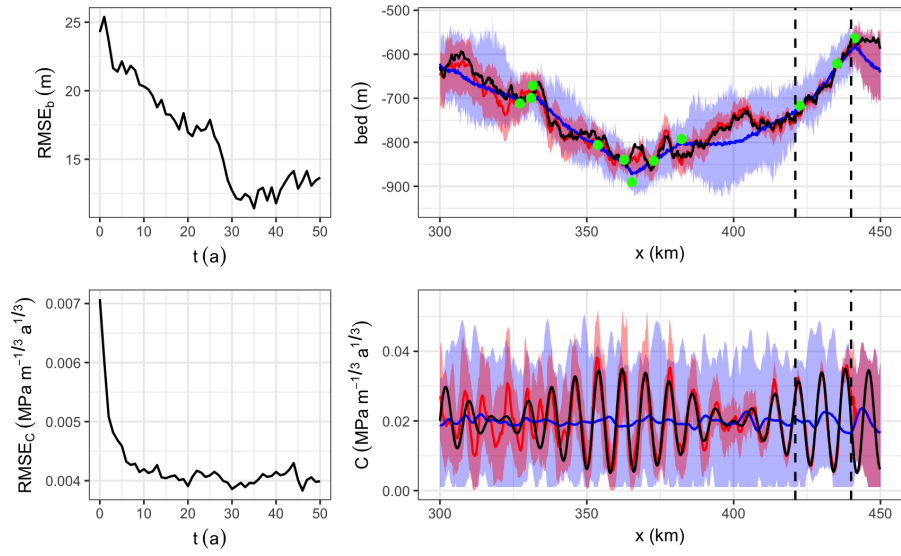 25
20
15
RMSE_b (m)
0 10 20 30 40 50
t (a)
-500
-600
-700
-800
-900
bed (m)
300 350 400 450
x (km)
0.007
0.006
0.005
0.004
RMSE_C (MPa m^−1/3 a^1/3)
0 10 20 30 40 50
t (a)
0.04
0.02
0.00
C (MPa m^−1/3 a^1/3)
300 350 400 450
x (km)